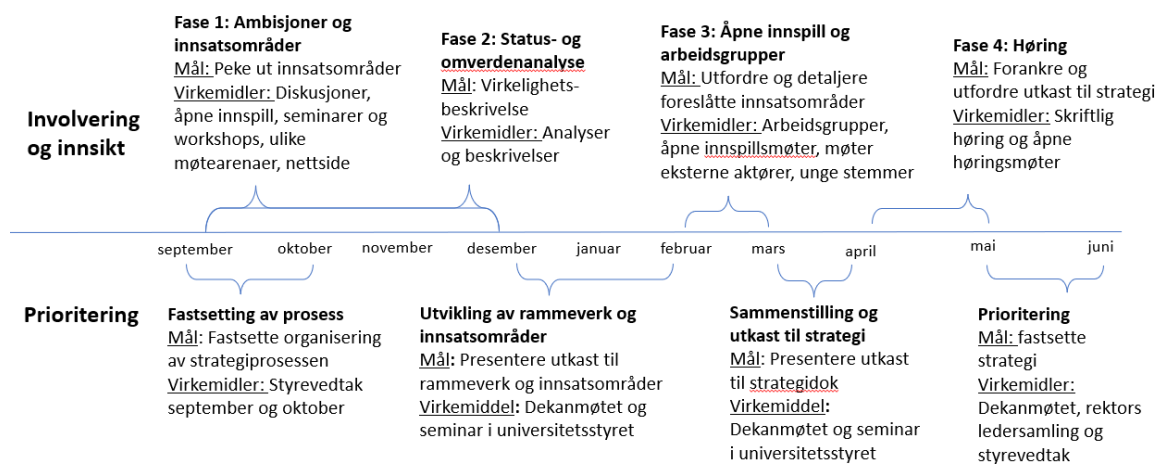 Involvering
og innsikt
Fase 1: Ambisjoner og
innsatsområder
Mål: Peke ut innsatsområder
Virkemidler: Diskusjoner,
åpne innspill, seminarer og
workshops, ulike
møtearenaer, nettside
Fase 2: Status- og
omverdenanalyse
Mål: Virkelighets-
beskrivelse
Virkemidler: Analyser
og beskrivelser
Fase 3: Åpne innspill og
arbeidsgrupper
Mål: Utfordre og detaljere
foreslåtte innsatsområder
Virkemidler: Arbeidsgrupper,
åpne innspillsmøter, møter
eksterne aktører, unge stemmer
Fase 4: Høring
Mål: Forankre og
utfordre utkast til strategi
Virkemidler: Skriftlig
høring og åpne
høringsmøter
september oktober november desember januar februar mars april mai juni
Prioritering
Fastsetting av prosess
Mål: Fastsette organisering
av strategiprosessen
Virkemidler: Styrevedtak
september og oktober
Utvikling av rammeverk og
innsatsområder
Mål: Presentere utkast til
rammeverk og innsatsområder
Virkemiddel: Dekanmøtet og
seminar i universitetsstyret
Sammenstilling og
utkast til strategi
Mål: Presentere utkast
til strategidok
Virkemiddel:
Dekanmøtet og seminar
i universitetsstyret
Prioritering
Mål: fastsette
strategi
Virkemidler:
Dekanmøtet, rektors
ledersamling og
styrevedtak